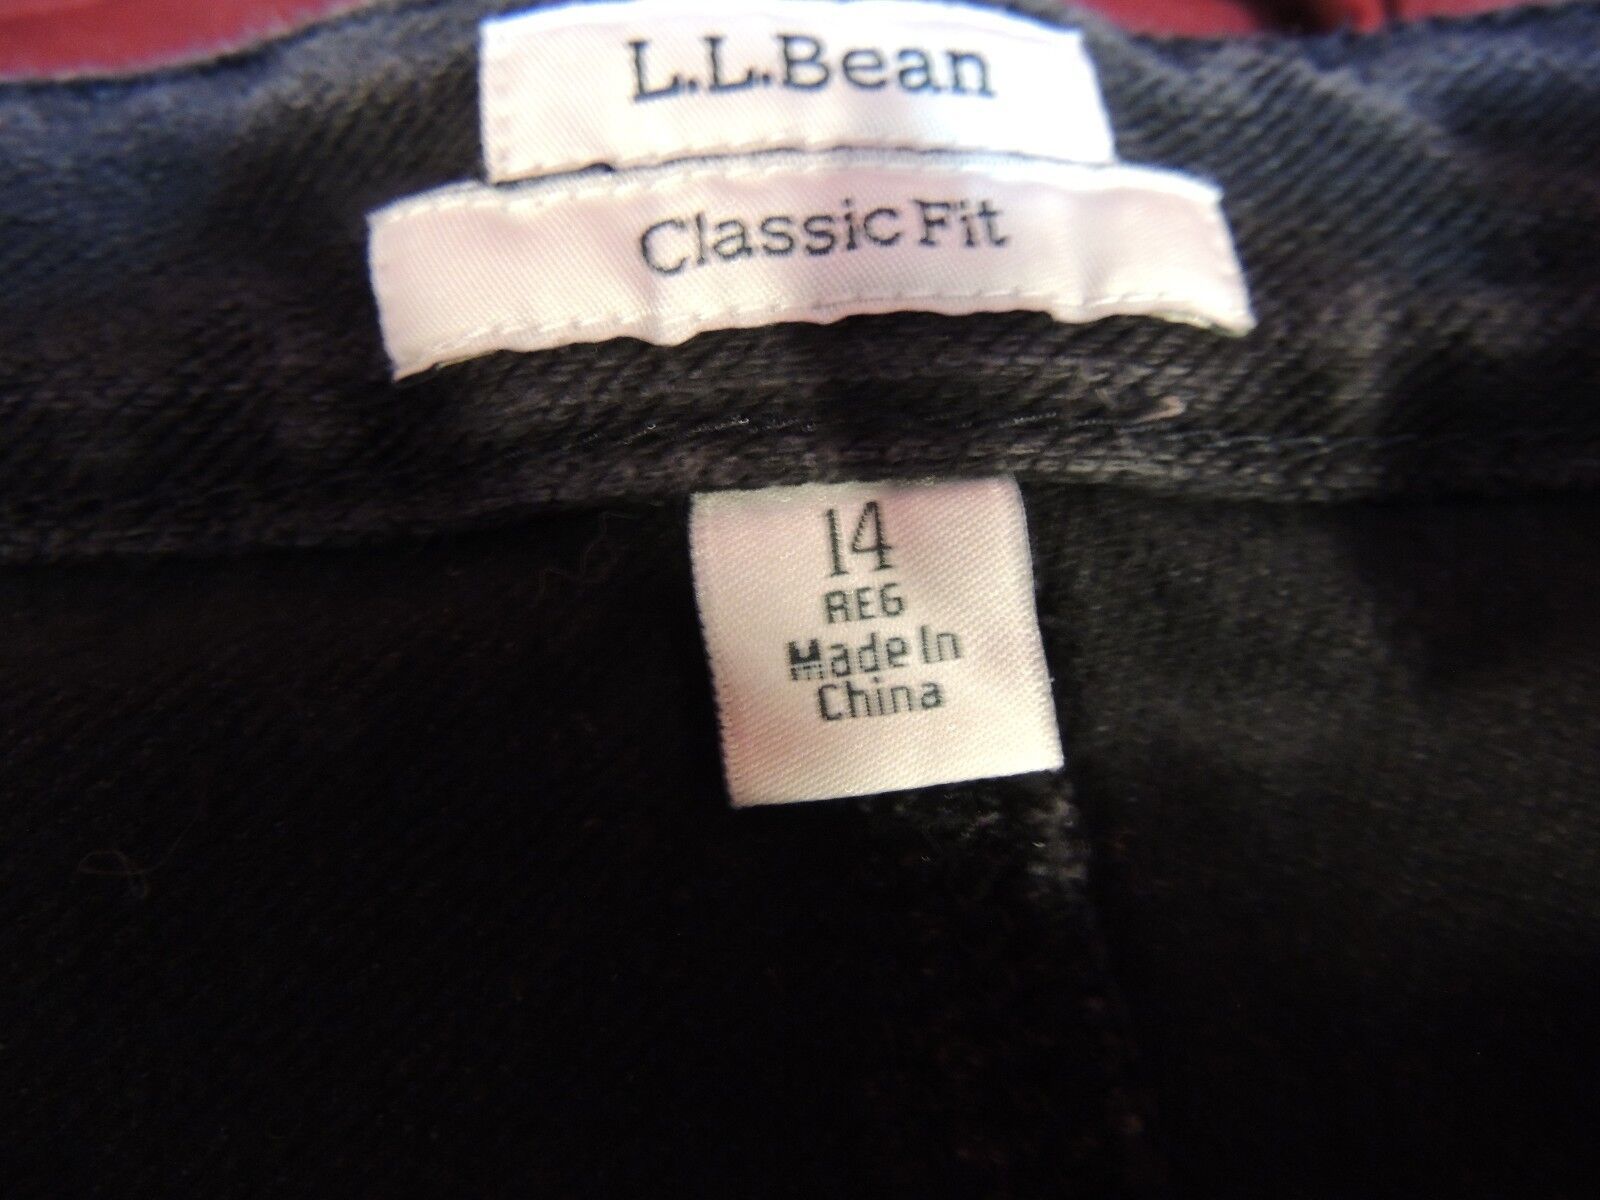 L.L.Bean
Classic Fit
14
REG
Made In
China